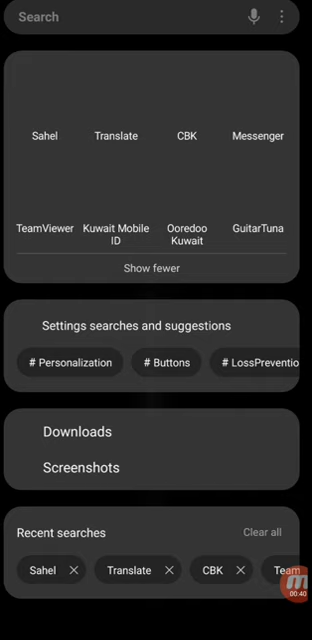 Search
Sahel
Translate
CBK
Messenger
TeamViewer
Kuwait Mobile
ID
Ooredoo
Kuwait
GuitarTuna
Show fewer
Settings searches and suggestions
# Personalization
# Buttons
# LossPreventio
Downloads
Screenshots
Recent searches
Clear all
Sahel
Translate
CBK
Team
00:40